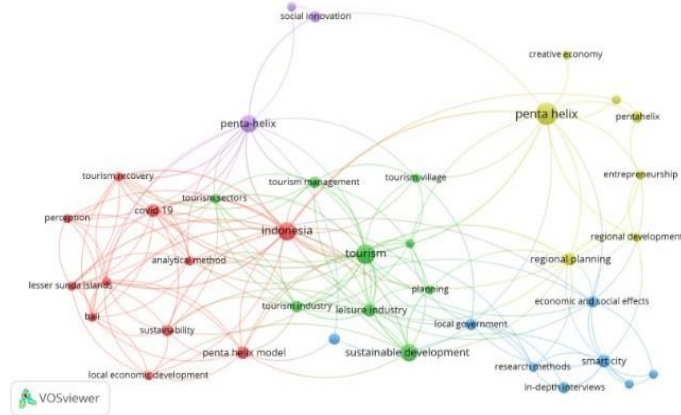 social innovation
creative economy
penta helix
pentahelix
penta-helix
tourism recovery
tourism management
tourism village
entrepreneurship
tourism sectors
covid-19
perception
indonesia
regional development
tourism
analytical method
regional planning
lesser sunda islands
planning
economic and social effects
tourism industry
leisure industry
bali
local government
sustainability
penta helix model
sustainable development
smart city
research methods
local economic development
in-depth interviews
VOSviewer